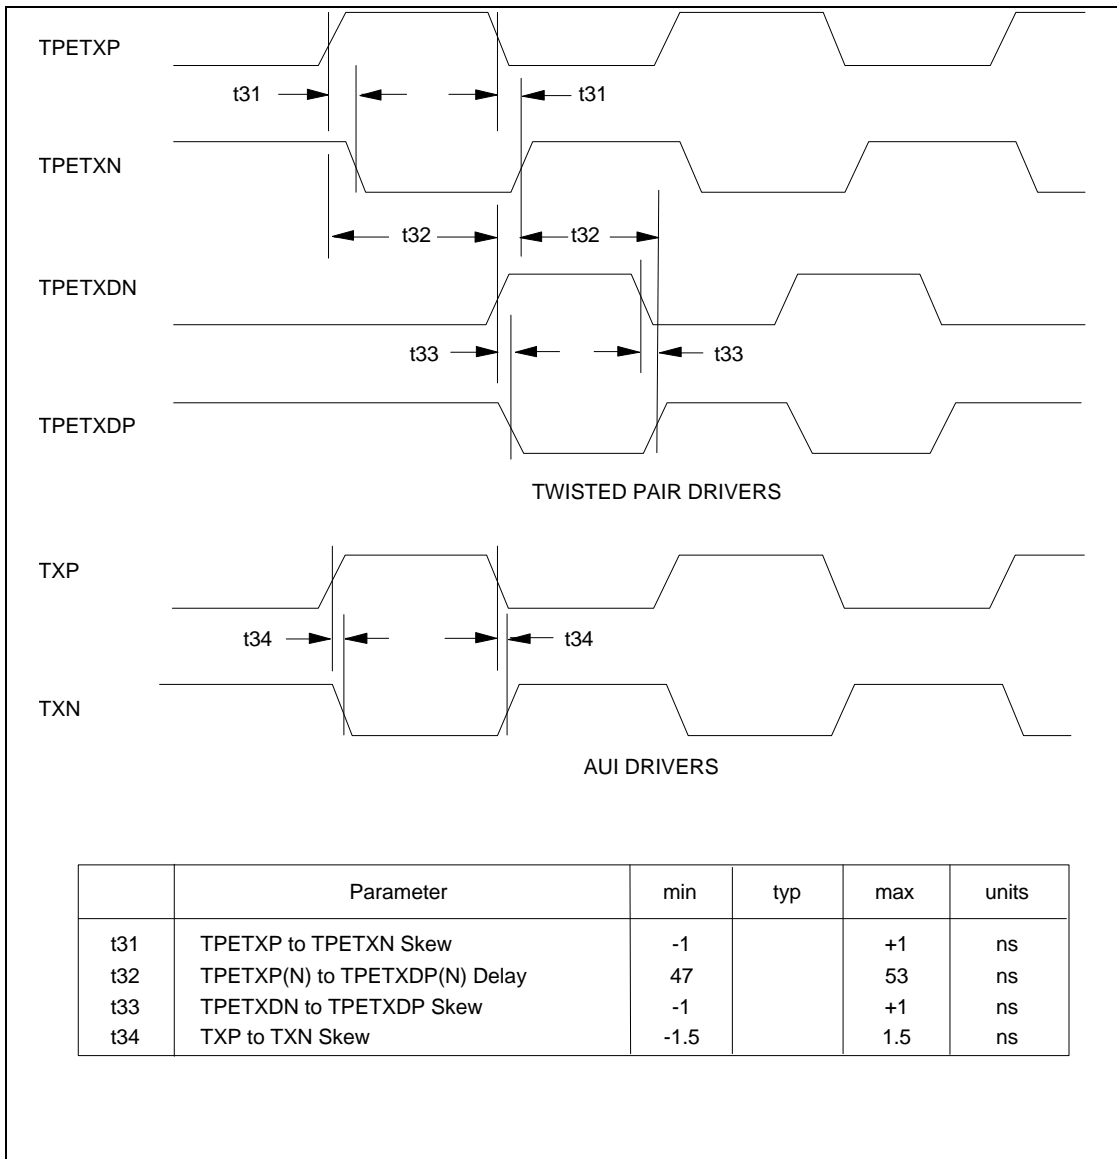 TPETXP
t31 t31
TPETXN
t32 t32
TPETXDN
t33 t33
TPETXDP
TWISTED PAIR DRIVERS
TXP
t34 t34
TXN
AUI DRIVERS
Parameter min typ max units
t31 TPETXP to TPETXN Skew -1 +1 ns
t32 TPETXP(N) to TPETXDP(N) Delay 47 53 ns
t33 TPETXDN to TPETXDP Skew -1 +1 ns
t34 TXP to TXN Skew -1.5 1.5 ns